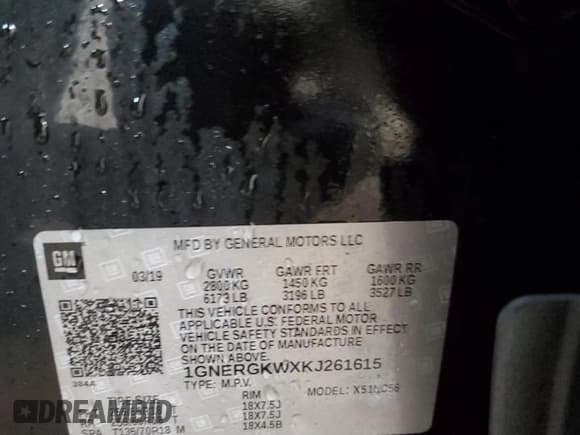 GM
MFD BY GENERAL MOTORS LLC
03/19
GVWR GAWR FRT GAWR RR
2800 KG 1450 KG 1600 KG
6173 LB 3196 LB 3527 LB
THIS VEHICLE CONFORMS TO ALL
APPLICABLE U.S. FEDERAL MOTOR
VEHICLE SAFETY STANDARDS IN EFFECT
ON THE DATE OF MANUFACTURE
SHOWN ABOVE.
1GNERGKWXKJ261615
384A
TYPE: M.P.V. MODEL:
RIM
18X7.5J
18X7.5J
SPA T135/70R18 M 18X4.5B
DREAMBID